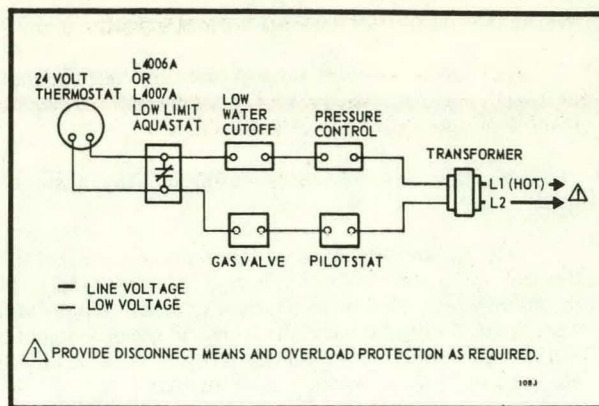 24 VOLT
THERMOSTAT
L4006A
OR
L4007A
LOW LIMIT
AQUASTAT
LOW
WATER
CUTOFF
PRESSURE
CONTROL
TRANSFORMER
L1 (HOT)
1
L2
GAS VALVE
PILOTSTAT
LINE VOLTAGE
LOW VOLTAGE
1 PROVIDE DISCONNECT MEANS AND OVERLOAD PROTECTION AS REQUIRED.